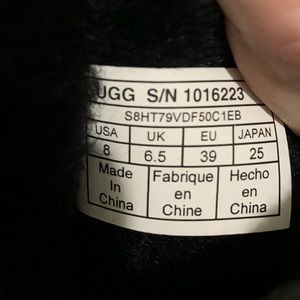 UGG S/N 1016223
S8HT79VDF50C1EB
USA UK EU JAPAN
8 6.5 39 25
Made Fabrique Hecho
In en en
China Chine China